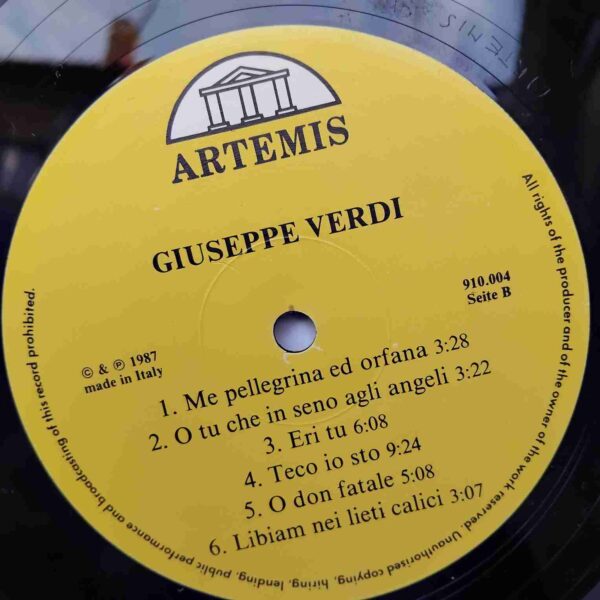 ARTEMIS
GIUSEPPE VERDI
910.004
Seite B
© & ℗ 1987
made in Italy
1. Me pellegrina ed orfana 3:28
2. O tu che in seno agli angeli 3:22
3. Eri tu 6:08
4. Teco io sto 9:24
5. O don fatale 5:08
6. Libiam nei lieti calici 3:07
All rights of the producer and of the owner of the work reserved. Unauthorised copying, hiring, lending, public performance and broadcasting of this record prohibited.
ARTEMIS